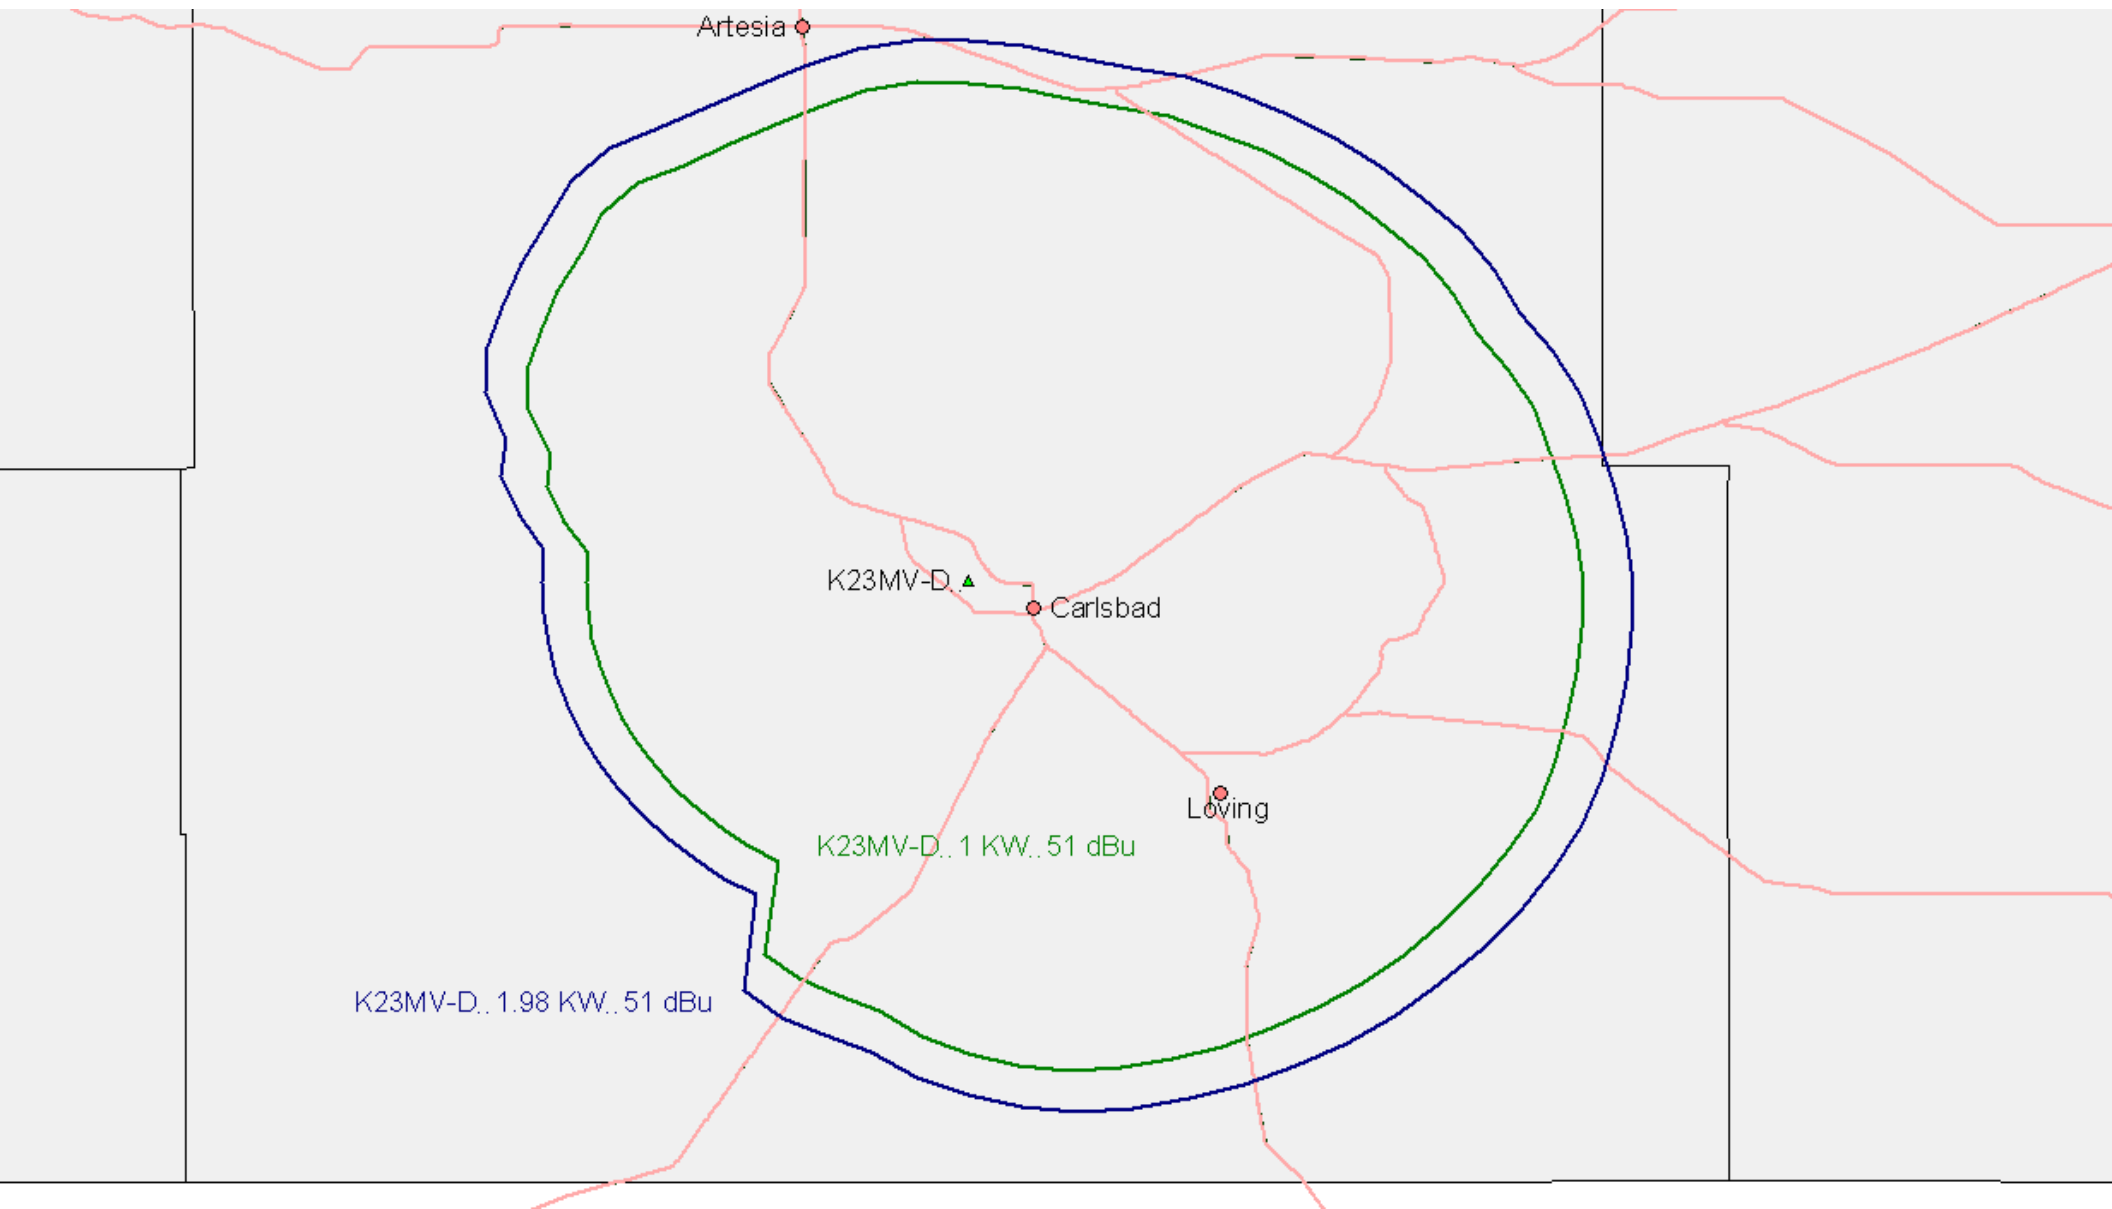 Artesia
K23MV-D..
Carlsbad
Loving
K23MV-D.. 1 KW.. 51 dBu
K23MV-D.. 1.98 KW.. 51 dBu